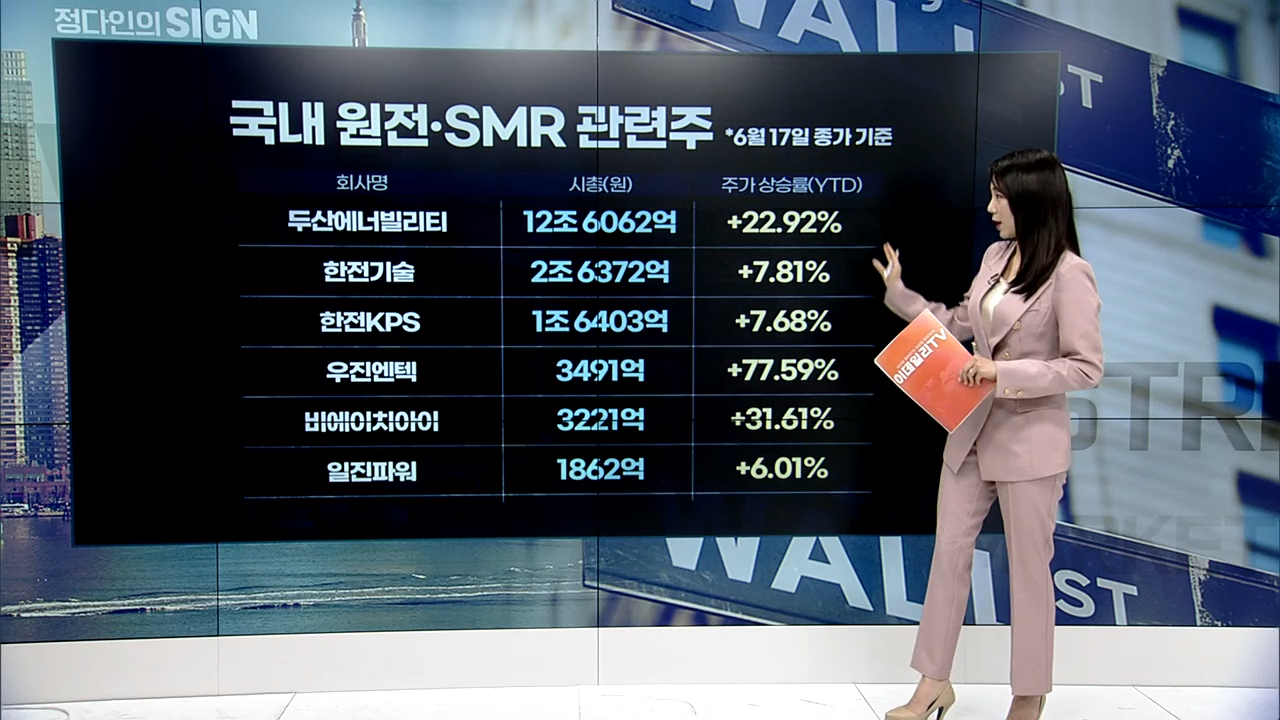 정다인의 SIGN
WALL ST
국내 원전·SMR 관련주 *6월 17일 종가 기준
회사명 시총(원) 주가 상승률(YTD)
두산에너빌리티 12조 6062억 +22.92%
한전기술 2조 6372억 +7.81%
한전KPS 1조 6403억 +7.68%
우진엔텍 3491억 +77.59%
비에이치아이 3221억 +31.61%
일진파워 1862억 +6.01%
이데일리TV
STRE
WALL ST